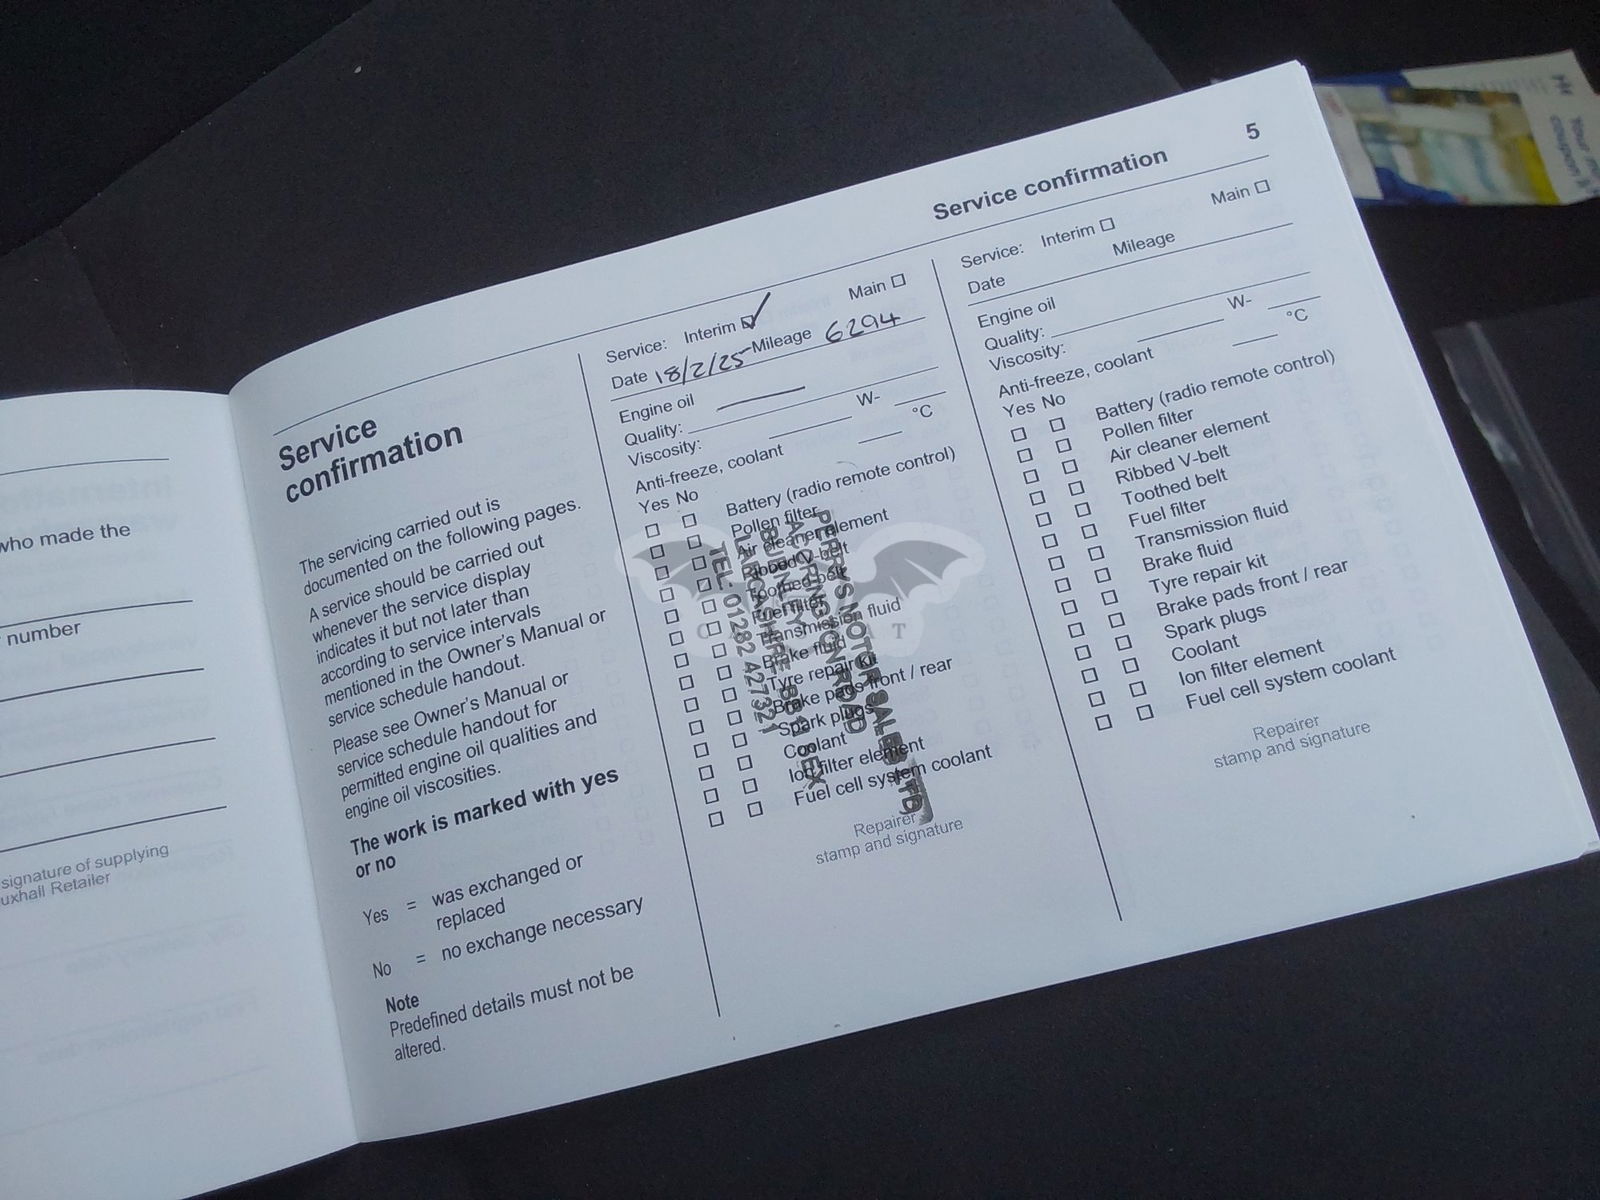 who made the
number
signature of supplying
uxhall Retailer
Service confirmation
5
Service
confirmation
The servicing carried out is
documented on the following pages.
A service should be carried out
whenever the service display
indicates it but not later than
according to service intervals
mentioned in the Owner's Manual or
service schedule handout.
Please see Owner's Manual or
service schedule handout for
permitted engine oil qualities and
engine oil viscosities.
The work is marked with yes
or no
Yes = was exchanged or
replaced
No = no exchange necessary
Note
Predefined details must not be
altered.
Service: Interim ✓ Main
Date 18/2/25 Mileage 6294
Engine oil
Quality:
Viscosity: W-
Anti-freeze, coolant °C
Yes No
Battery (radio remote control)
Pollen filter
Air cleaner element
Ribbed V-belt
Toothed belt
Fuel filter
Transmission fluid
Brake fluid
Tyre repair kit
Brake pads front / rear
Spark plugs
Coolant
Ion filter element
Fuel cell system coolant
PERRYS MOTOR SALES LTD
ACCRINGTON ROAD
BURNLEY
LANCASHIRE BB11 5EX
TEL: 01282 427321
Repairer
stamp and signature
Service: Interim Main
Date Mileage
Engine oil
Quality:
Viscosity: W-
Anti-freeze, coolant °C
Yes No
Battery (radio remote control)
Pollen filter
Air cleaner element
Ribbed V-belt
Toothed belt
Fuel filter
Transmission fluid
Brake fluid
Tyre repair kit
Brake pads front / rear
Spark plugs
Coolant
Ion filter element
Fuel cell system coolant
Repairer
stamp and signature